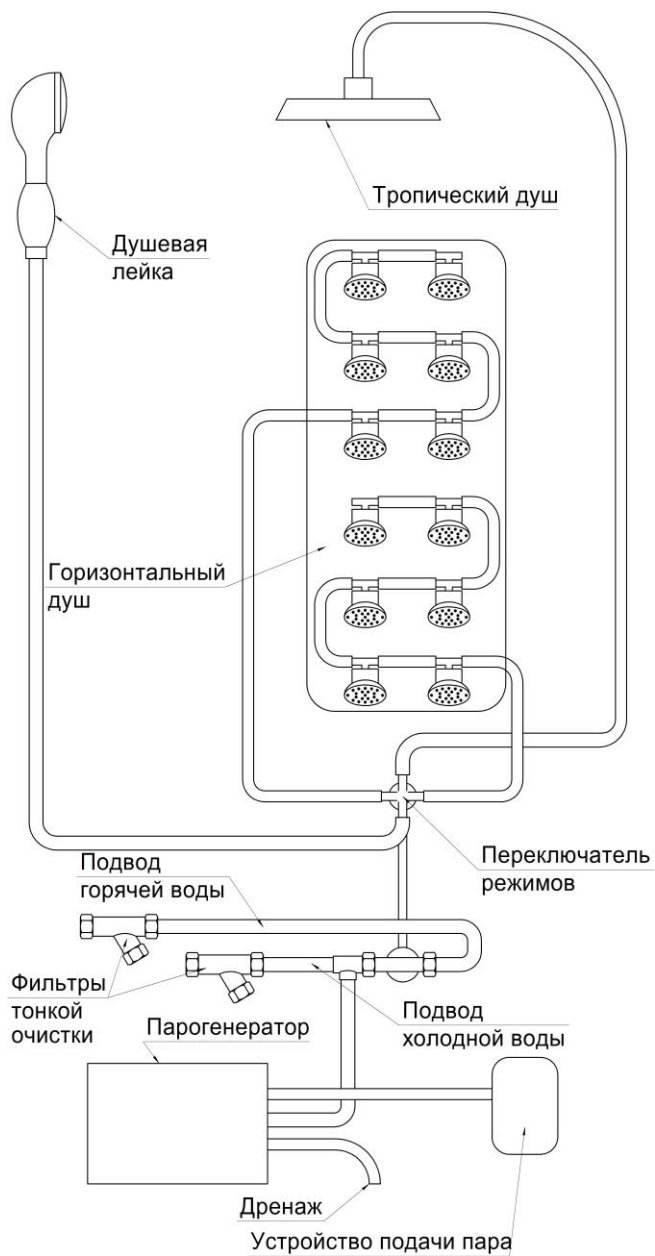 Тропический душ
Душевая
лейка
Горизонтальный
душ
Переключатель
режимов
Подвод
горячей воды
Фильтры
тонкой
очистки
Подвод
холодной воды
Парогенератор
Дренаж
Устройство подачи пара